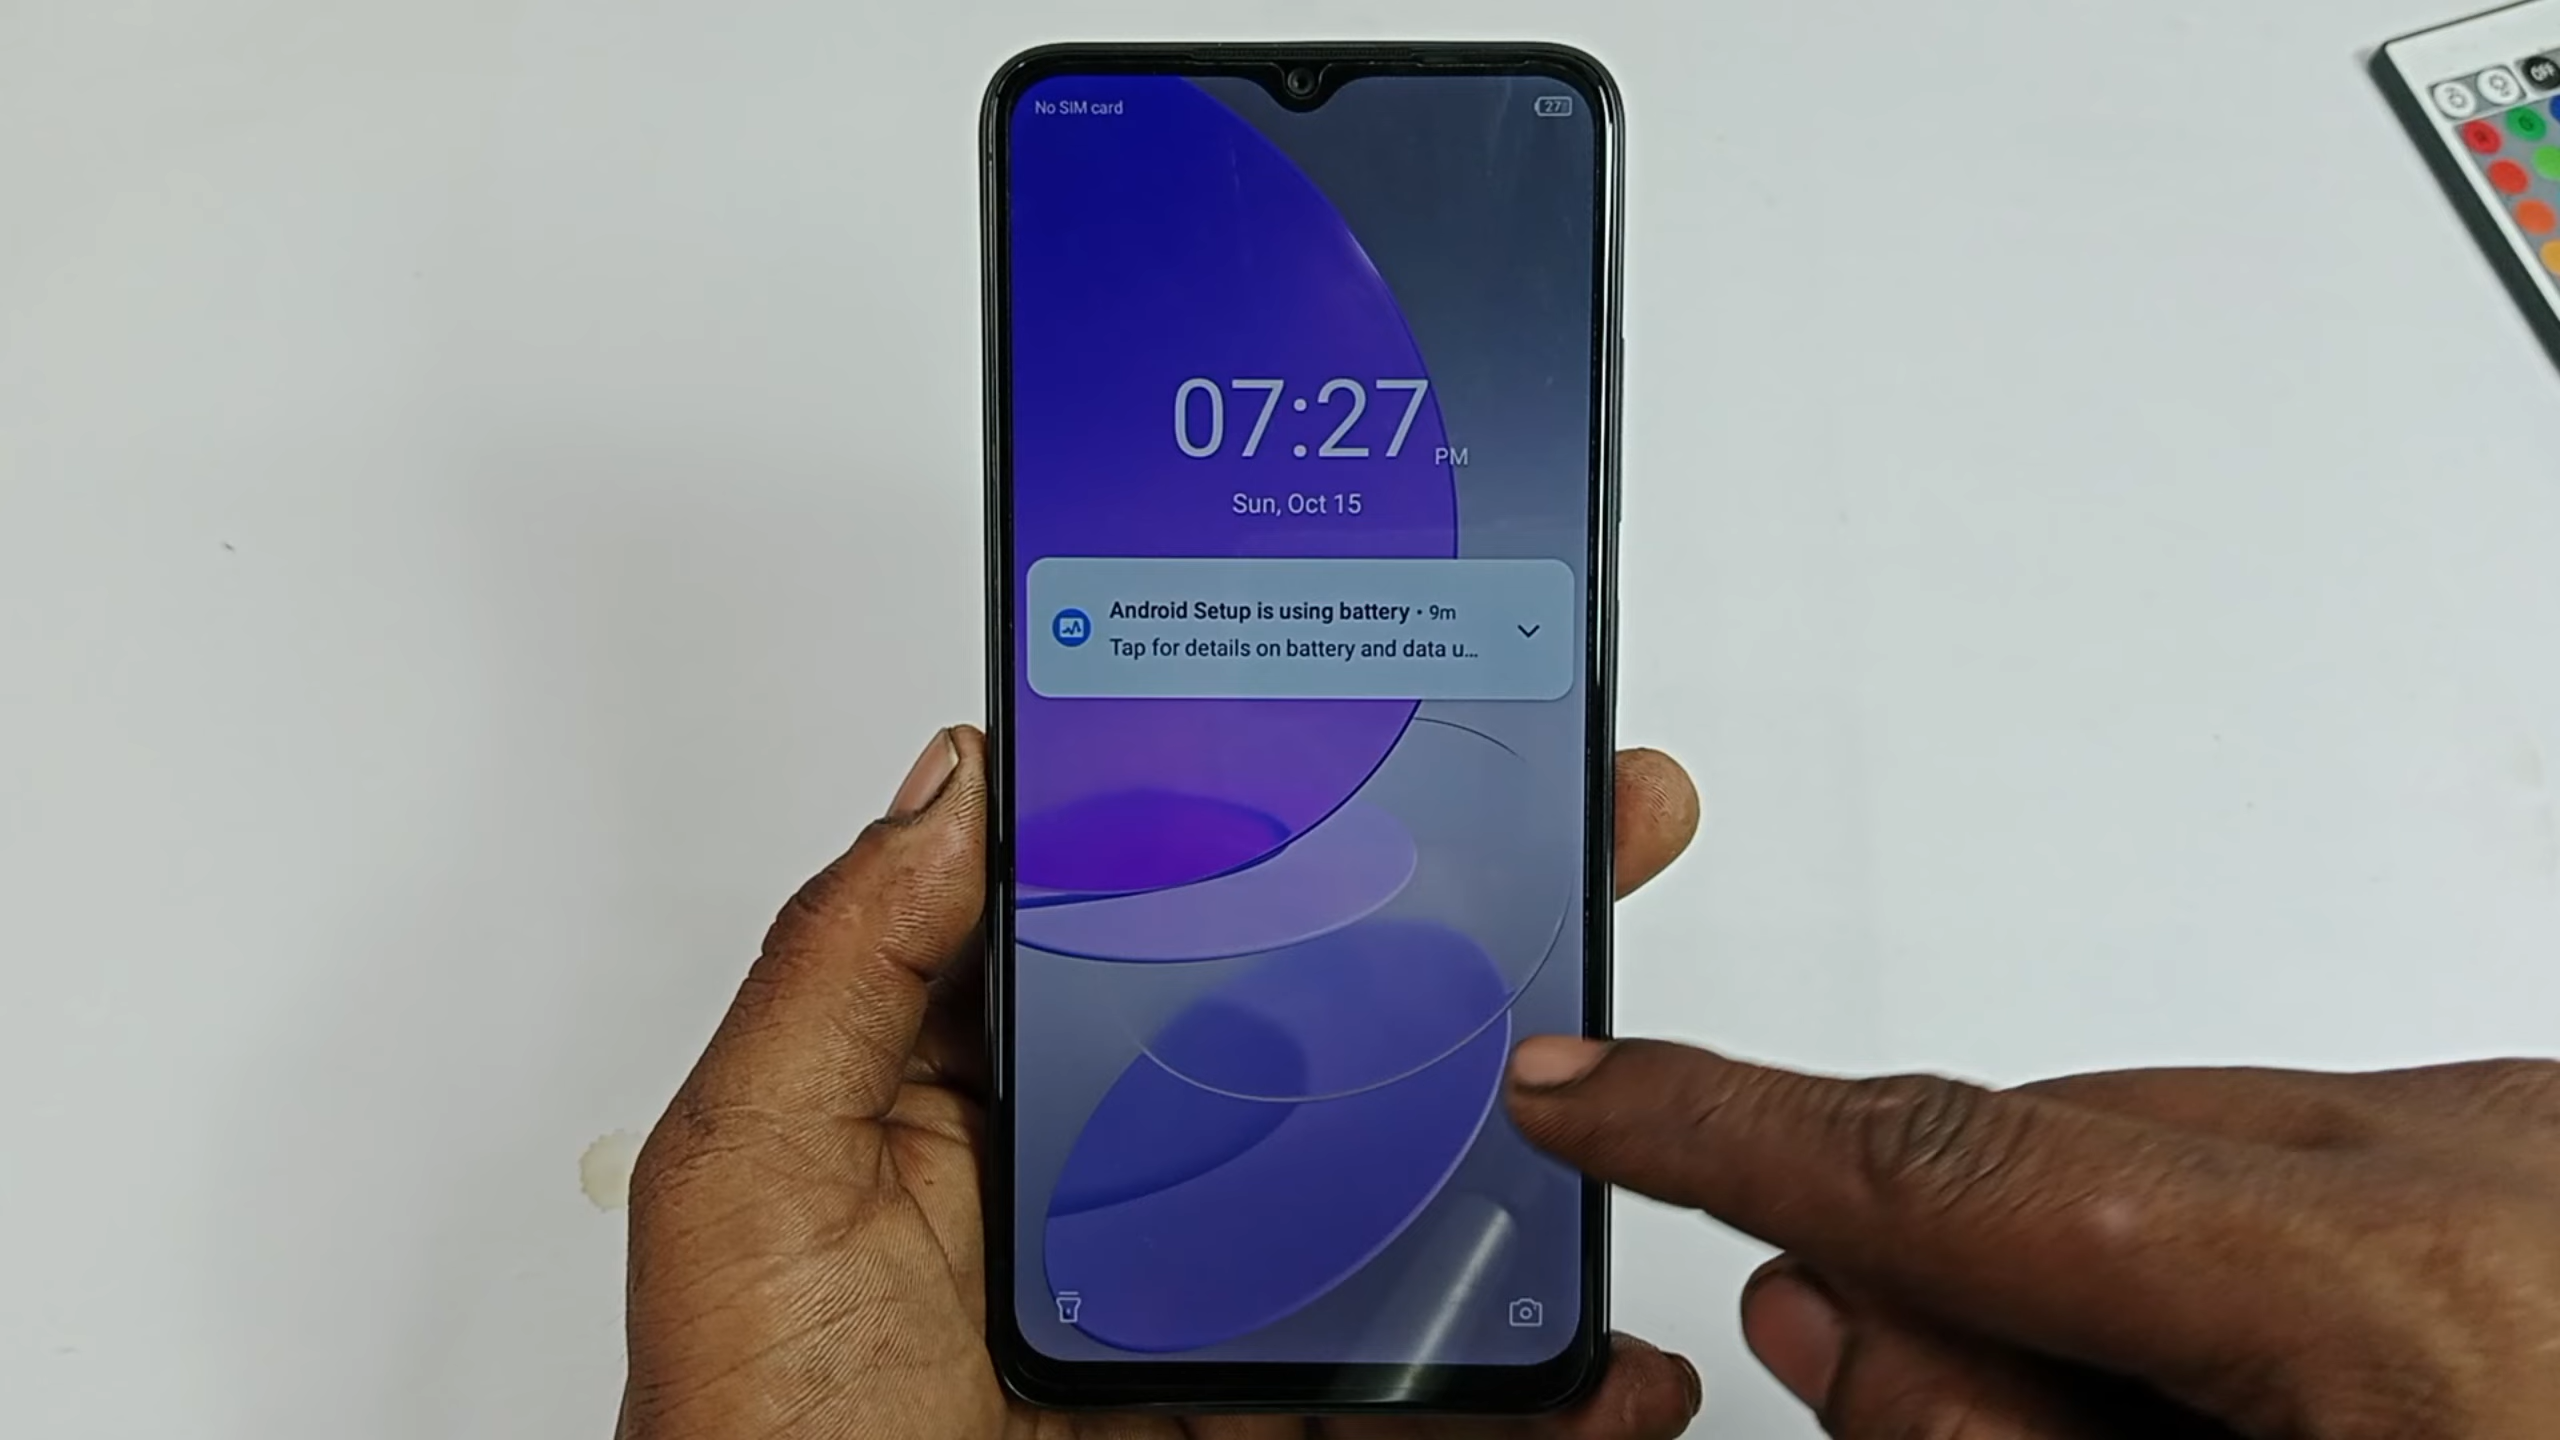 No SIM card
27
07:27 PM
Sun, Oct 15
Android Setup is using battery • 9m
Tap for details on battery and data u...
OFF